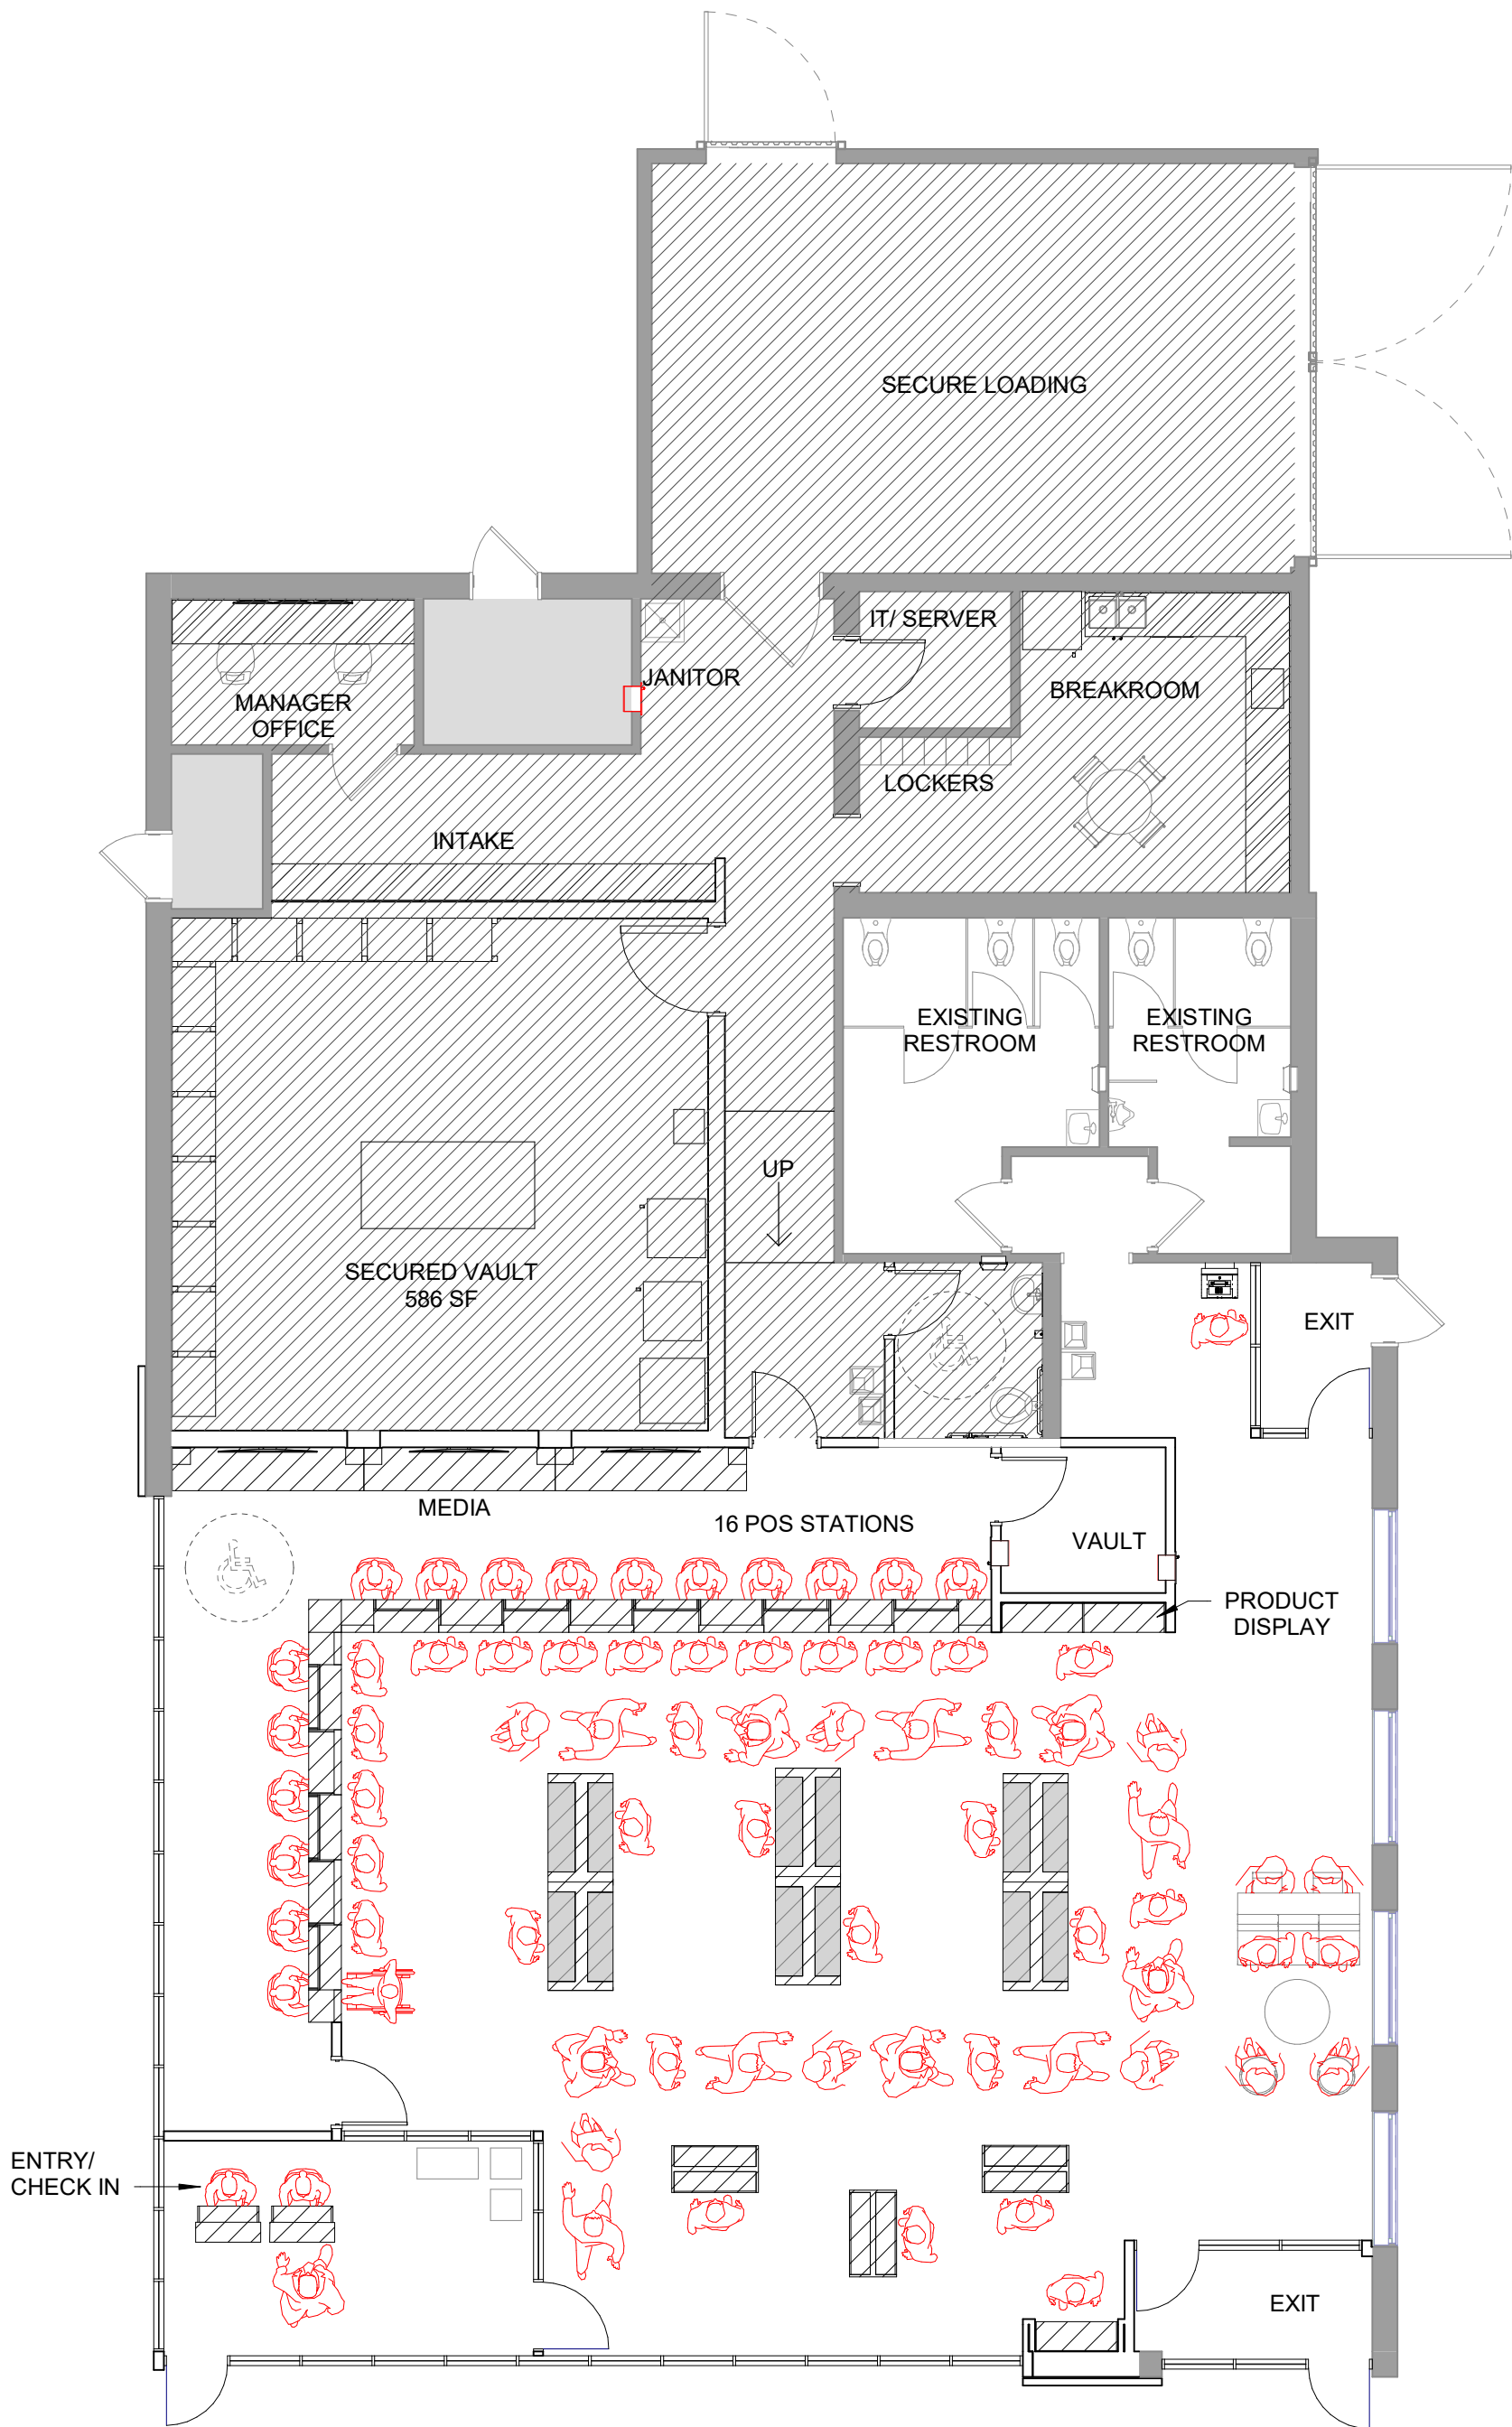 SECURE LOADING
IT/ SERVER
JANITOR
BREAKROOM
MANAGER
OFFICE
LOCKERS
INTAKE
EXISTING
RESTROOM
EXISTING
RESTROOM
UP
SECURED VAULT
586 SF
EXIT
MEDIA
16 POS STATIONS
VAULT
PRODUCT
DISPLAY
ENTRY/
CHECK IN
EXIT